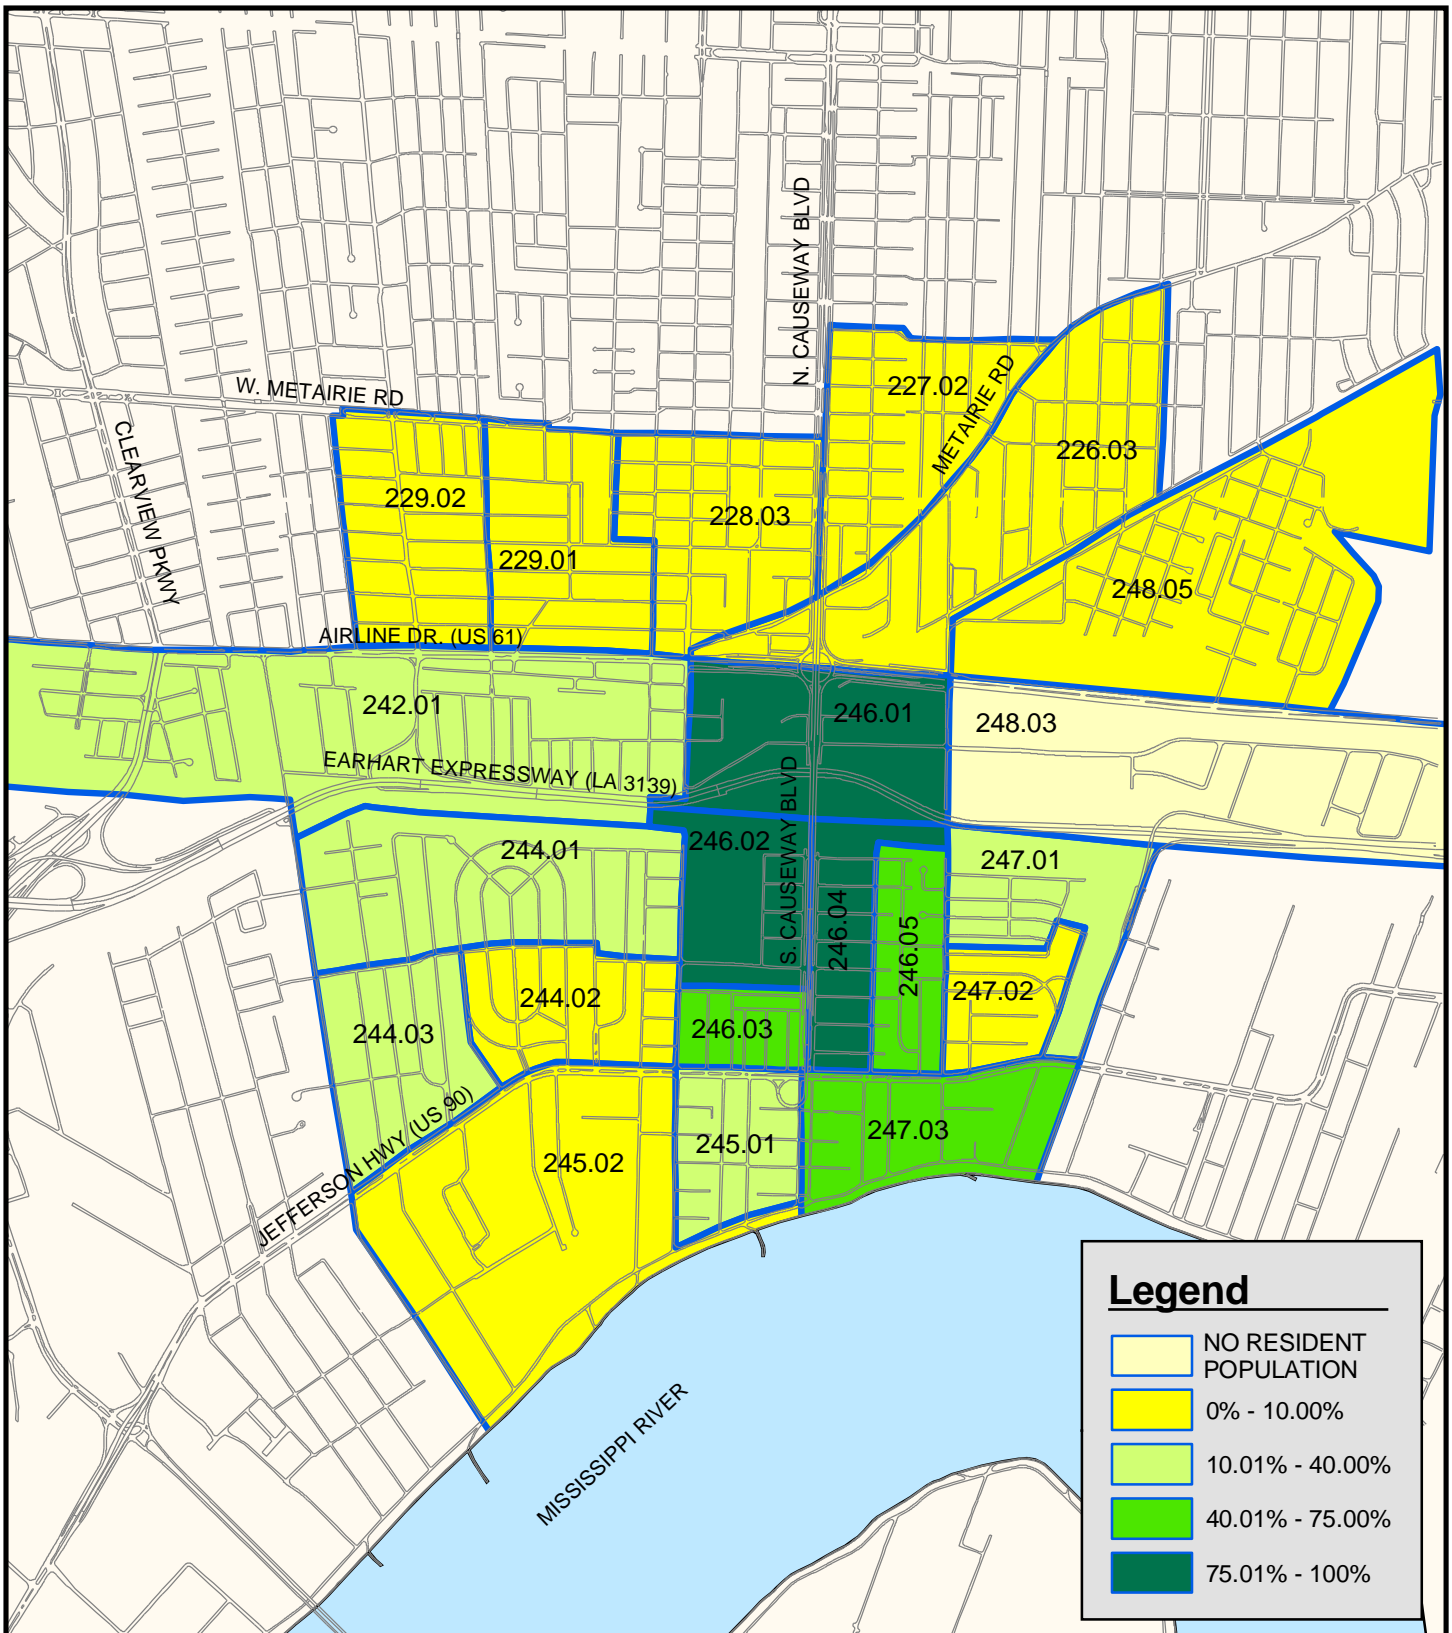 N. CAUSEWAY BLVD
W. METAIRIE RD
CLEARVIEW PKWY
METAIRIE RD
227.02
226.03
229.02
228.03
229.01
248.05
AIRLINE DR. (US 61)
242.01
246.01
248.03
EARHART EXPRESSWAY (LA 3139)
S. CAUSEWAY BLVD
244.01
246.02
247.01
246.04
246.05
244.02
247.02
244.03
246.03
JEFFERSON HWY (US 90)
245.02
245.01
247.03
MISSISSIPPI RIVER
Legend
NO RESIDENT
POPULATION
0% - 10.00%
10.01% - 40.00%
40.01% - 75.00%
75.01% - 100%